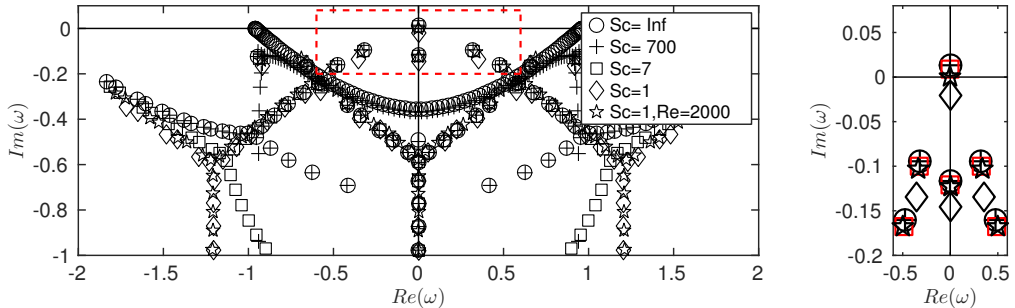 0
-0.2
-0.4
-0.6
-0.8
-1
Im(ω)
-2
-1.5
-1
-0.5
0
0.5
1
1.5
2
Re(ω)
Sc= Inf
Sc= 700
Sc=7
Sc=1
Sc=1,Re=2000
0.05
0
-0.05
-0.1
-0.15
-0.2
Im(ω)
-0.5
0
0.5
Re(ω)